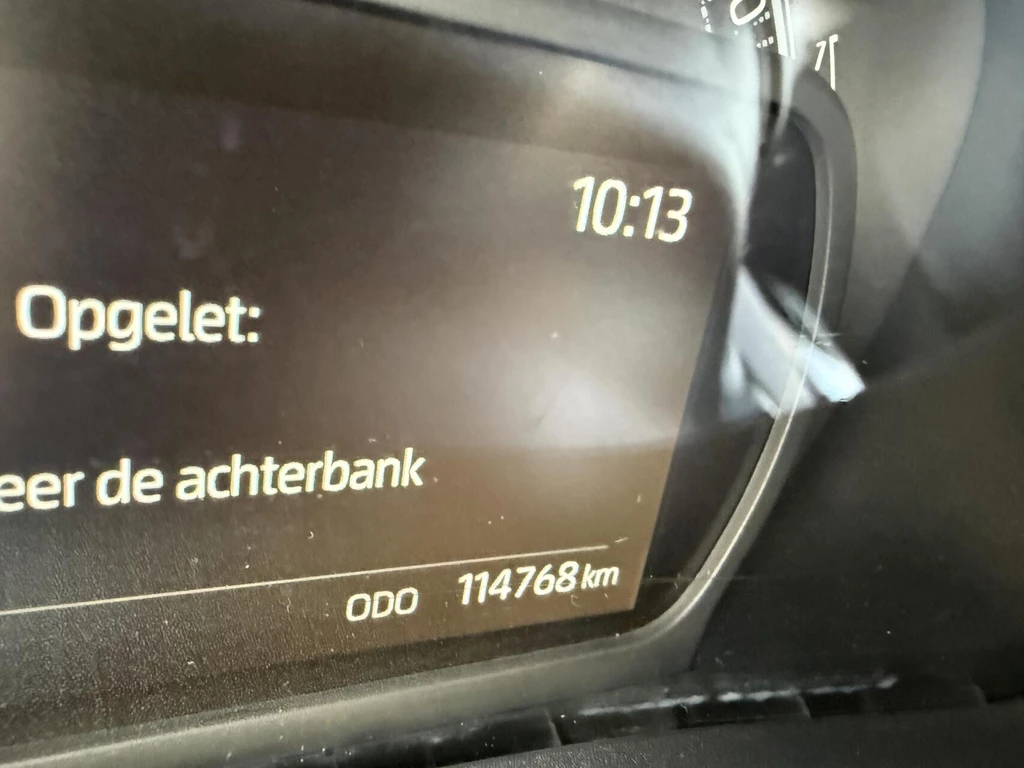 10:13
Opgelet:
eer de achterbank
ODO 114768 km